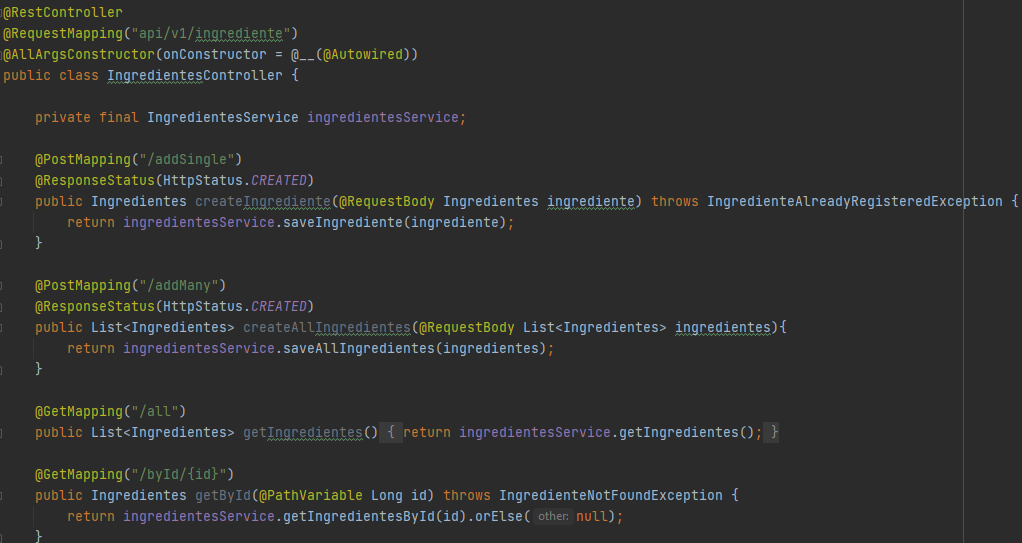 @RestController
@RequestMapping("api/v1/ingrediente")
@AllArgsConstructor(onConstructor = @__(@Autowired))
public class IngredientesController {
private final IngredientesService ingredientesService;
@PostMapping("/addSingle")
@ResponseStatus(HttpStatus.CREATED)
public Ingredientes createIngrediente(@RequestBody Ingredientes ingrediente) throws IngredienteAlreadyRegisteredException {
return ingredientesService.saveIngrediente(ingrediente);
}
@PostMapping("/addMany")
@ResponseStatus(HttpStatus.CREATED)
public List<Ingredientes> createAllIngredientes(@RequestBody List<Ingredientes> ingredientes){
return ingredientesService.saveAllIngredientes(ingredientes);
}
@GetMapping("/all")
public List<Ingredientes> getIngredientes() { return ingredientesService.getIngredientes(); }
@GetMapping("/byId/{id}")
public Ingredientes getById(@PathVariable Long id) throws IngredienteNotFoundException {
return ingredientesService.getIngredientesById(id).orElse( other: null);
}